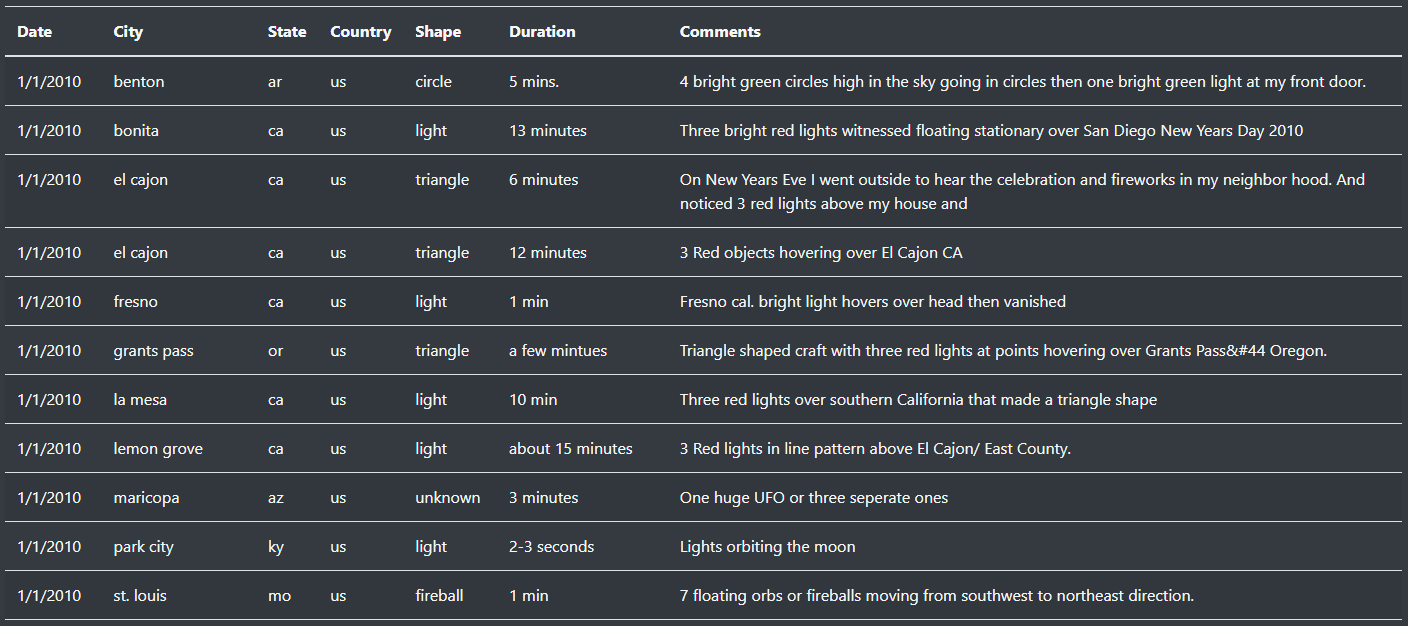 Date City State Country Shape Duration Comments
1/1/2010 benton ar us circle 5 mins. 4 bright green circles high in the sky going in circles then one bright green light at my front door.
1/1/2010 bonita ca us light 13 minutes Three bright red lights witnessed floating stationary over San Diego New Years Day 2010
1/1/2010 el cajon ca us triangle 6 minutes On New Years Eve I went outside to hear the celebration and fireworks in my neighbor hood. And
noticed 3 red lights above my house and
1/1/2010 el cajon ca us triangle 12 minutes 3 Red objects hovering over El Cajon CA
1/1/2010 fresno ca us light 1 min Fresno cal. bright light hovers over head then vanished
1/1/2010 grants pass or us triangle a few mintues Triangle shaped craft with three red lights at points hovering over Grants Pass&#44 Oregon.
1/1/2010 la mesa ca us light 10 min Three red lights over southern California that made a triangle shape
1/1/2010 lemon grove ca us light about 15 minutes 3 Red lights in line pattern above El Cajon/ East County.
1/1/2010 maricopa az us unknown 3 minutes One huge UFO or three seperate ones
1/1/2010 park city ky us light 2-3 seconds Lights orbiting the moon
1/1/2010 st. louis mo us fireball 1 min 7 floating orbs or fireballs moving from southwest to northeast direction.